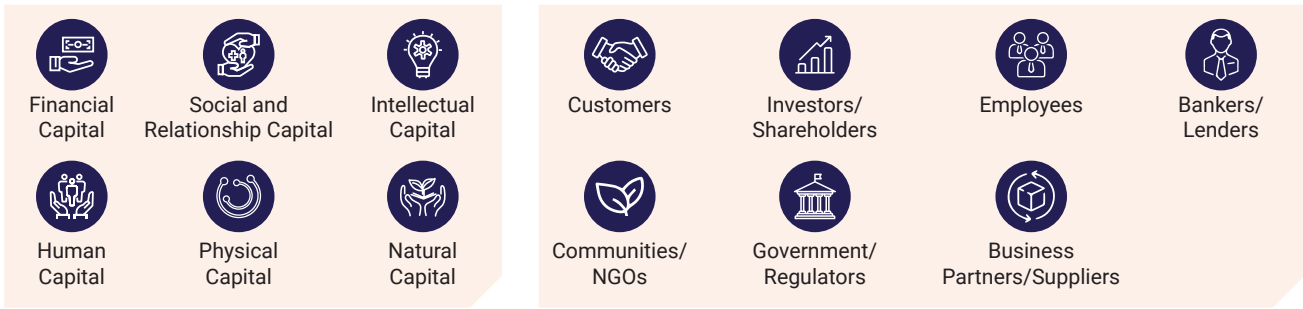 Financial
Capital
Social and
Relationship Capital
Intellectual
Capital
Human
Capital
Physical
Capital
Natural
Capital
Customers
Investors/
Shareholders
Employees
Bankers/
Lenders
Communities/
NGOs
Government/
Regulators
Business
Partners/Suppliers